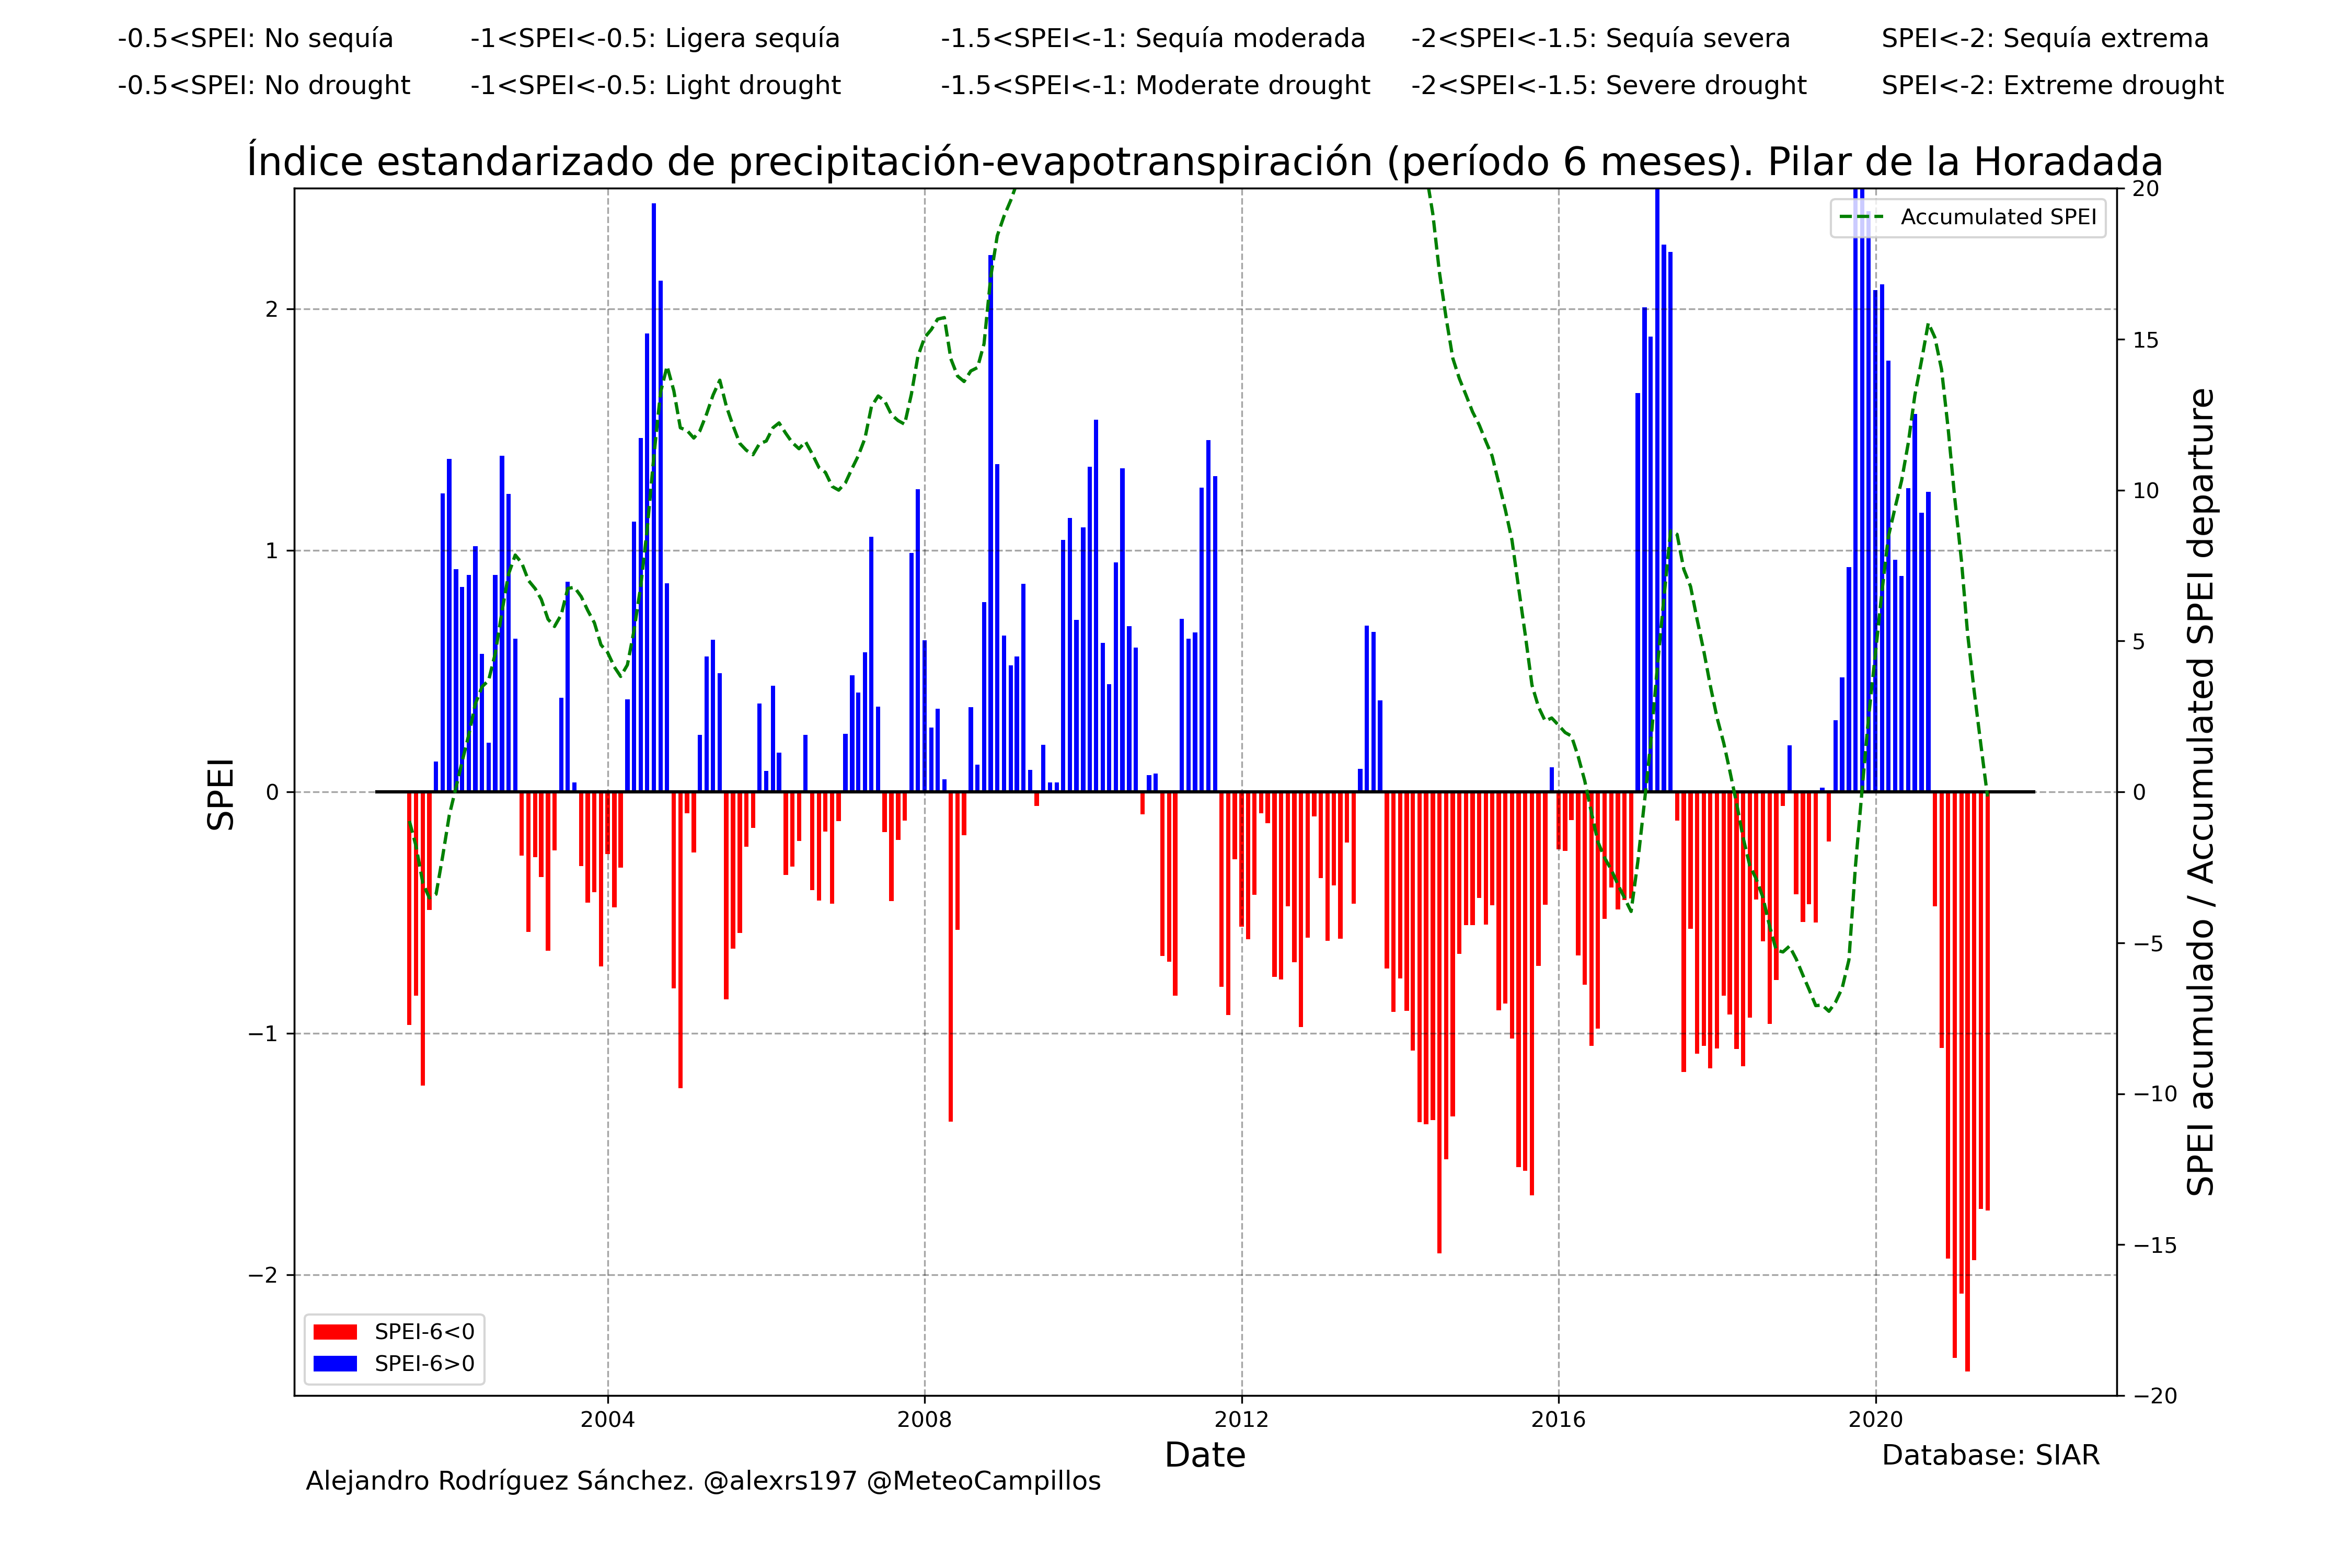 -0.5<SPEI: No sequía -1<SPEI<-0.5: Ligera sequía -1.5<SPEI<-1: Sequía moderada -2<SPEI<-1.5: Sequía severa SPEI<-2: Sequía extrema
-0.5<SPEI: No drought -1<SPEI<-0.5: Light drought -1.5<SPEI<-1: Moderate drought -2<SPEI<-1.5: Severe drought SPEI<-2: Extreme drought
Índice estandarizado de precipitación-evapotranspiración (período 6 meses). Pilar de la Horadada
Accumulated SPEI
SPEI
2
1
0
−1
−2
20
15
10
5
0
−5
−10
−15
−20
SPEI acumulado / Accumulated SPEI departure
SPEI-6<0
SPEI-6>0
2004 2008 2012 2016 2020
Date
Database: SIAR
Alejandro Rodríguez Sánchez. @alexrs197 @MeteoCampillos